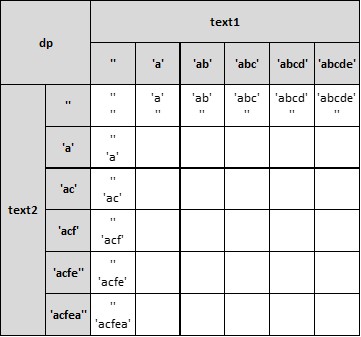 dp
text1
'' 'a' 'ab' 'abc' 'abcd' 'abcde'
text2
'' '' 'a' 'ab' 'abc' 'abcd' 'abcde'
'' '' '' '' '' ''
'a' ''
'a'
'ac' ''
'ac'
'acf' ''
'acf'
'acfe'' ''
'acfe'
'acfea'' ''
'acfea'